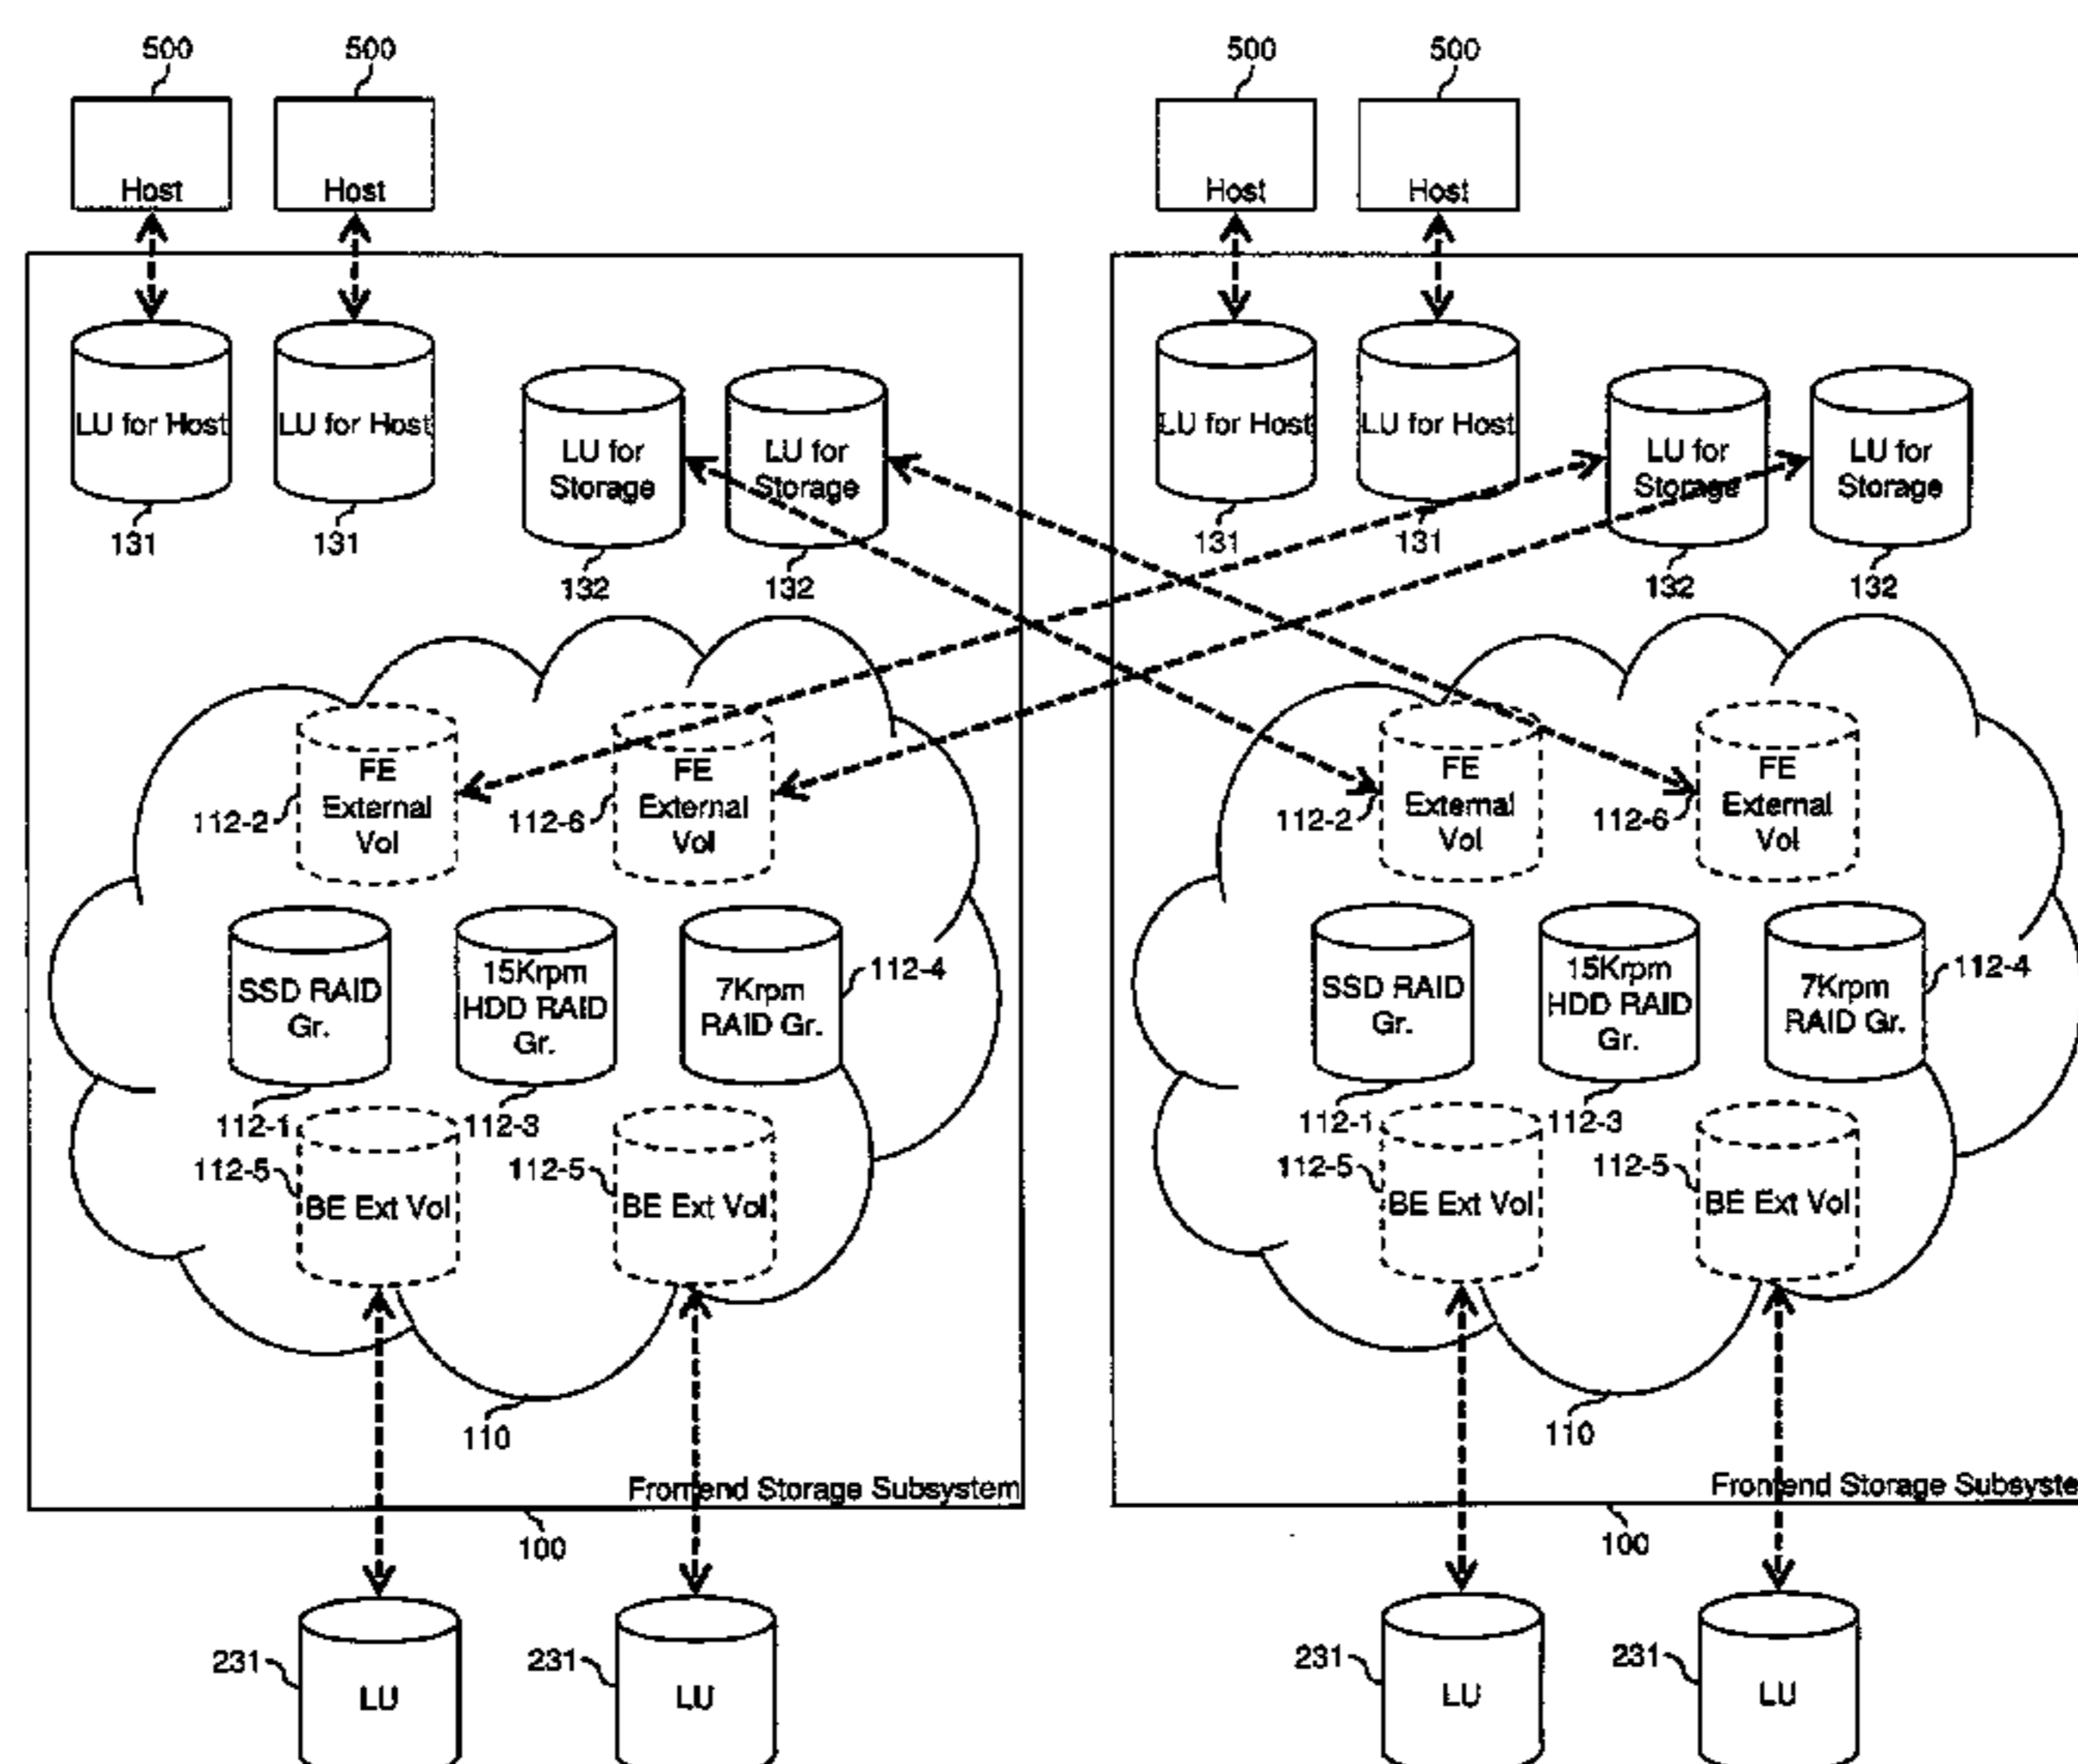 500 500 500 500
Host Host Host Host
LU for Host LU for Host LU for Host LU for Host
LU for LU for LU for LU for
Storage Storage Storage Storage
131 131 131 131
132 132 132 132
FE FE FE FE
112-2 External 112-6 External 112-2 External 112-6 External
Vol Vol Vol Vol
15Krpm 112-4 15Krpm 112-4
SSD RAID HDD RAID 7Krpm SSD RAID HDD RAID 7Krpm
Gr. Gr. RAID Gr. Gr. Gr. RAID Gr.
112-1 112-3 112-1 112-3
112-5 112-5 112-5 112-5
BE Ext Vol BE Ext Vol BE Ext Vol BE Ext Vol
110 110
Frontend Storage Subsystem Frontend Storage Subsyste
100 100
231 231 231 231
LU LU LU LU